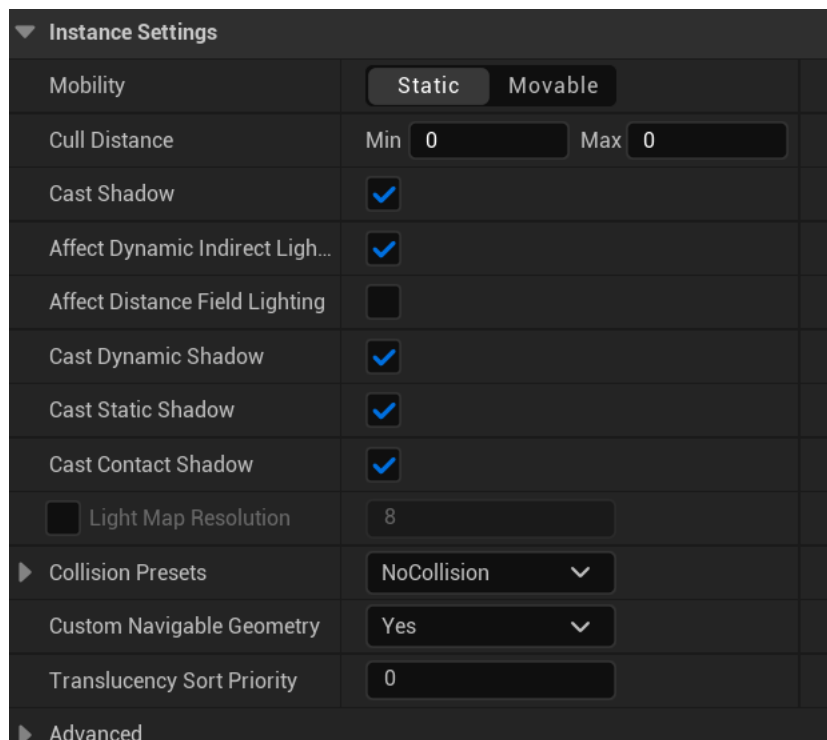 Instance Settings
Mobility Static Movable
Cull Distance Min 0 Max 0
Cast Shadow
Affect Dynamic Indirect Ligh...
Affect Distance Field Lighting
Cast Dynamic Shadow
Cast Static Shadow
Cast Contact Shadow
Light Map Resolution 8
Collision Presets NoCollision
Custom Navigable Geometry Yes
Translucency Sort Priority 0
Advanced